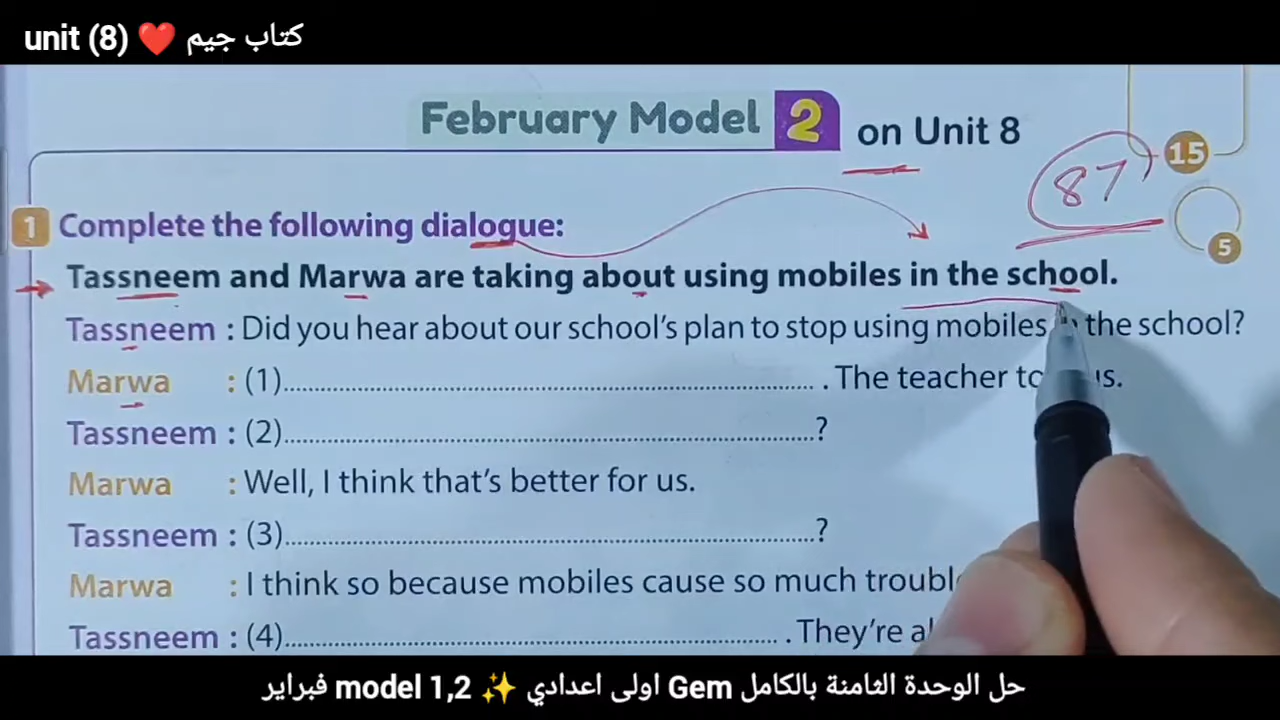 unit (8) ❤️ كتاب جيم
February Model 2 on Unit 8
87
15
5
1 Complete the following dialogue:
Tassneem and Marwa are taking about using mobiles in the school.
Tassneem : Did you hear about our school's plan to stop using mobiles the school?
Marwa : (1)........................ . The teacher us.
Tassneem : (2)........................?
Marwa : Well, I think that's better for us.
Tassneem : (3)........................?
Marwa : I think so because mobiles cause so much
Tassneem : (4)........................ . They're
حل الوحدة الثامنة بالكامل Gem اولى اعدادي ✨ model 1,2 فبراير